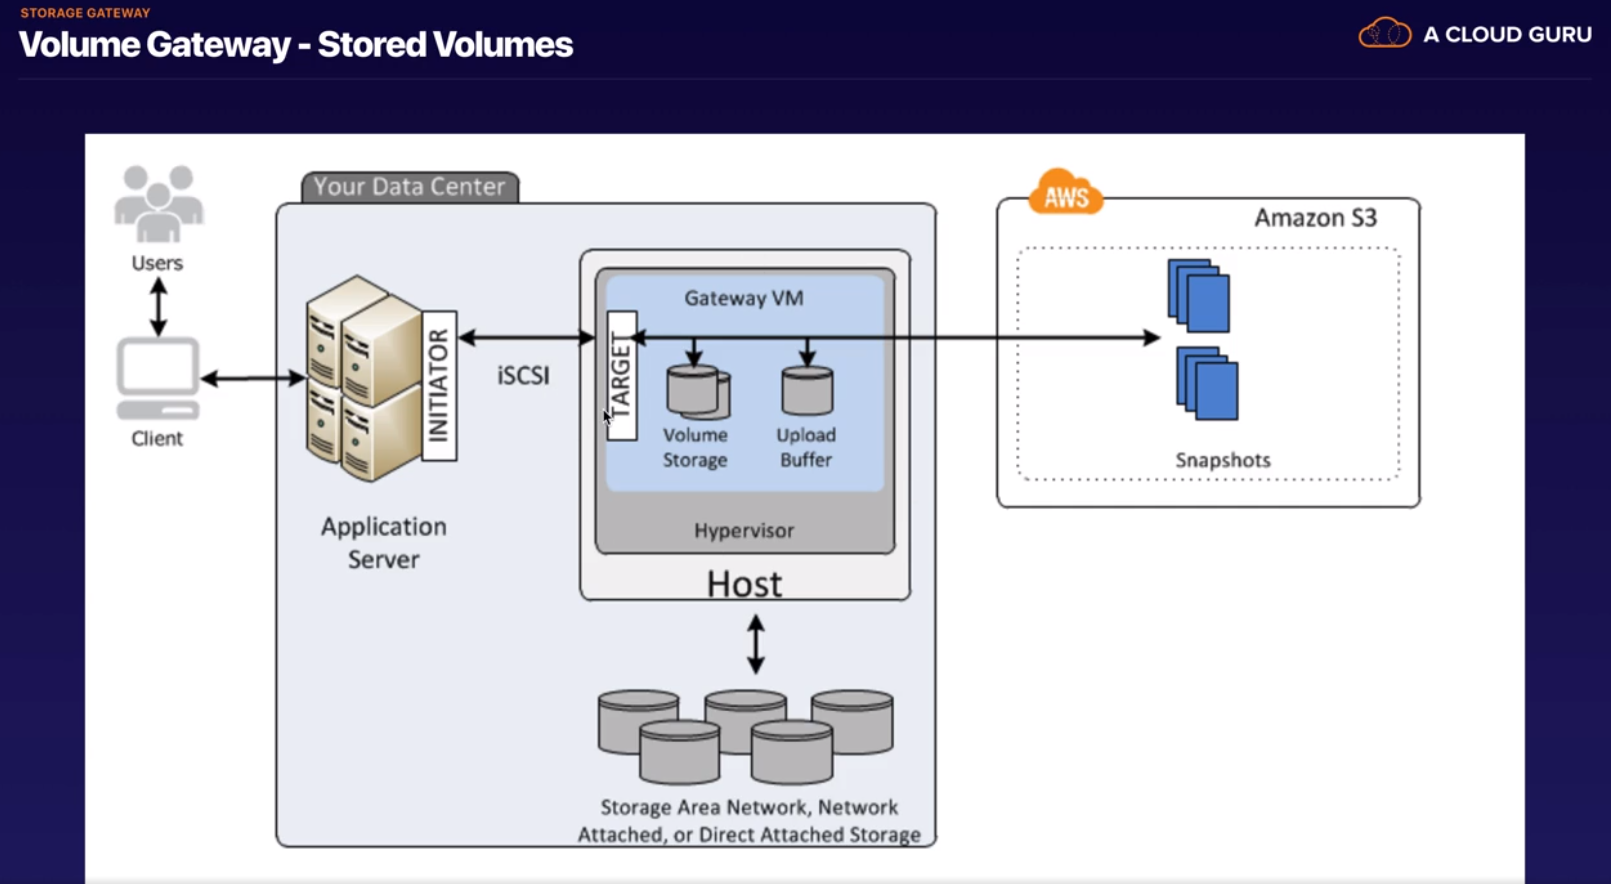 STORAGE GATEWAY
Volume Gateway - Stored Volumes
A CLOUD GURU
Your Data Center
AWS
Amazon S3
Users
Client
INITIATOR
iSCSI
TARGET
Gateway VM
Volume
Storage
Upload
Buffer
Hypervisor
Host
Application
Server
Snapshots
Storage Area Network, Network
Attached, or Direct Attached Storage